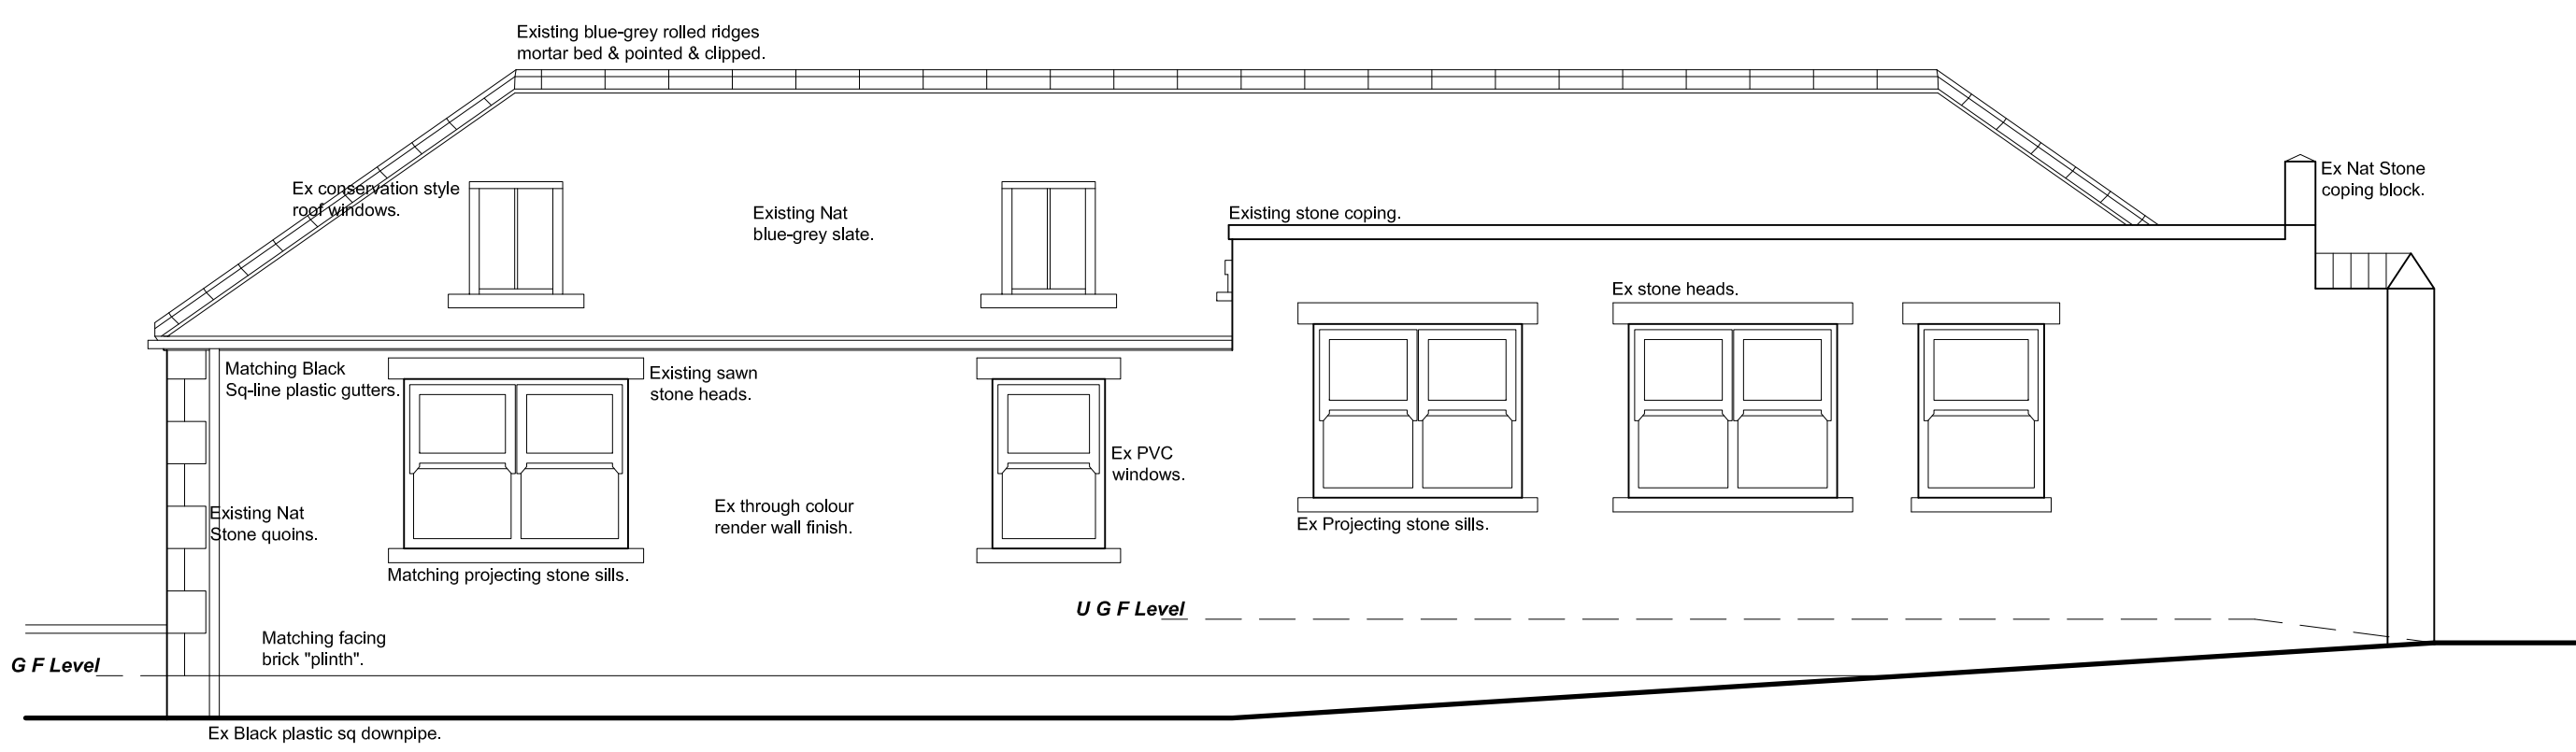 Existing blue-grey rolled ridges
mortar bed & pointed & clipped.
Ex conservation style
roof windows.
Existing Nat
blue-grey slate.
Existing stone coping.
Ex Nat Stone
coping block.
Ex stone heads.
Matching Black
Sq-line plastic gutters.
Existing sawn
stone heads.
Ex PVC
windows.
Existing Nat
Stone quoins.
Ex through colour
render wall finish.
Ex Projecting stone sills.
Matching projecting stone sills.
U G F Level
Matching facing
brick "plinth".
G F Level
Ex Black plastic sq downpipe.